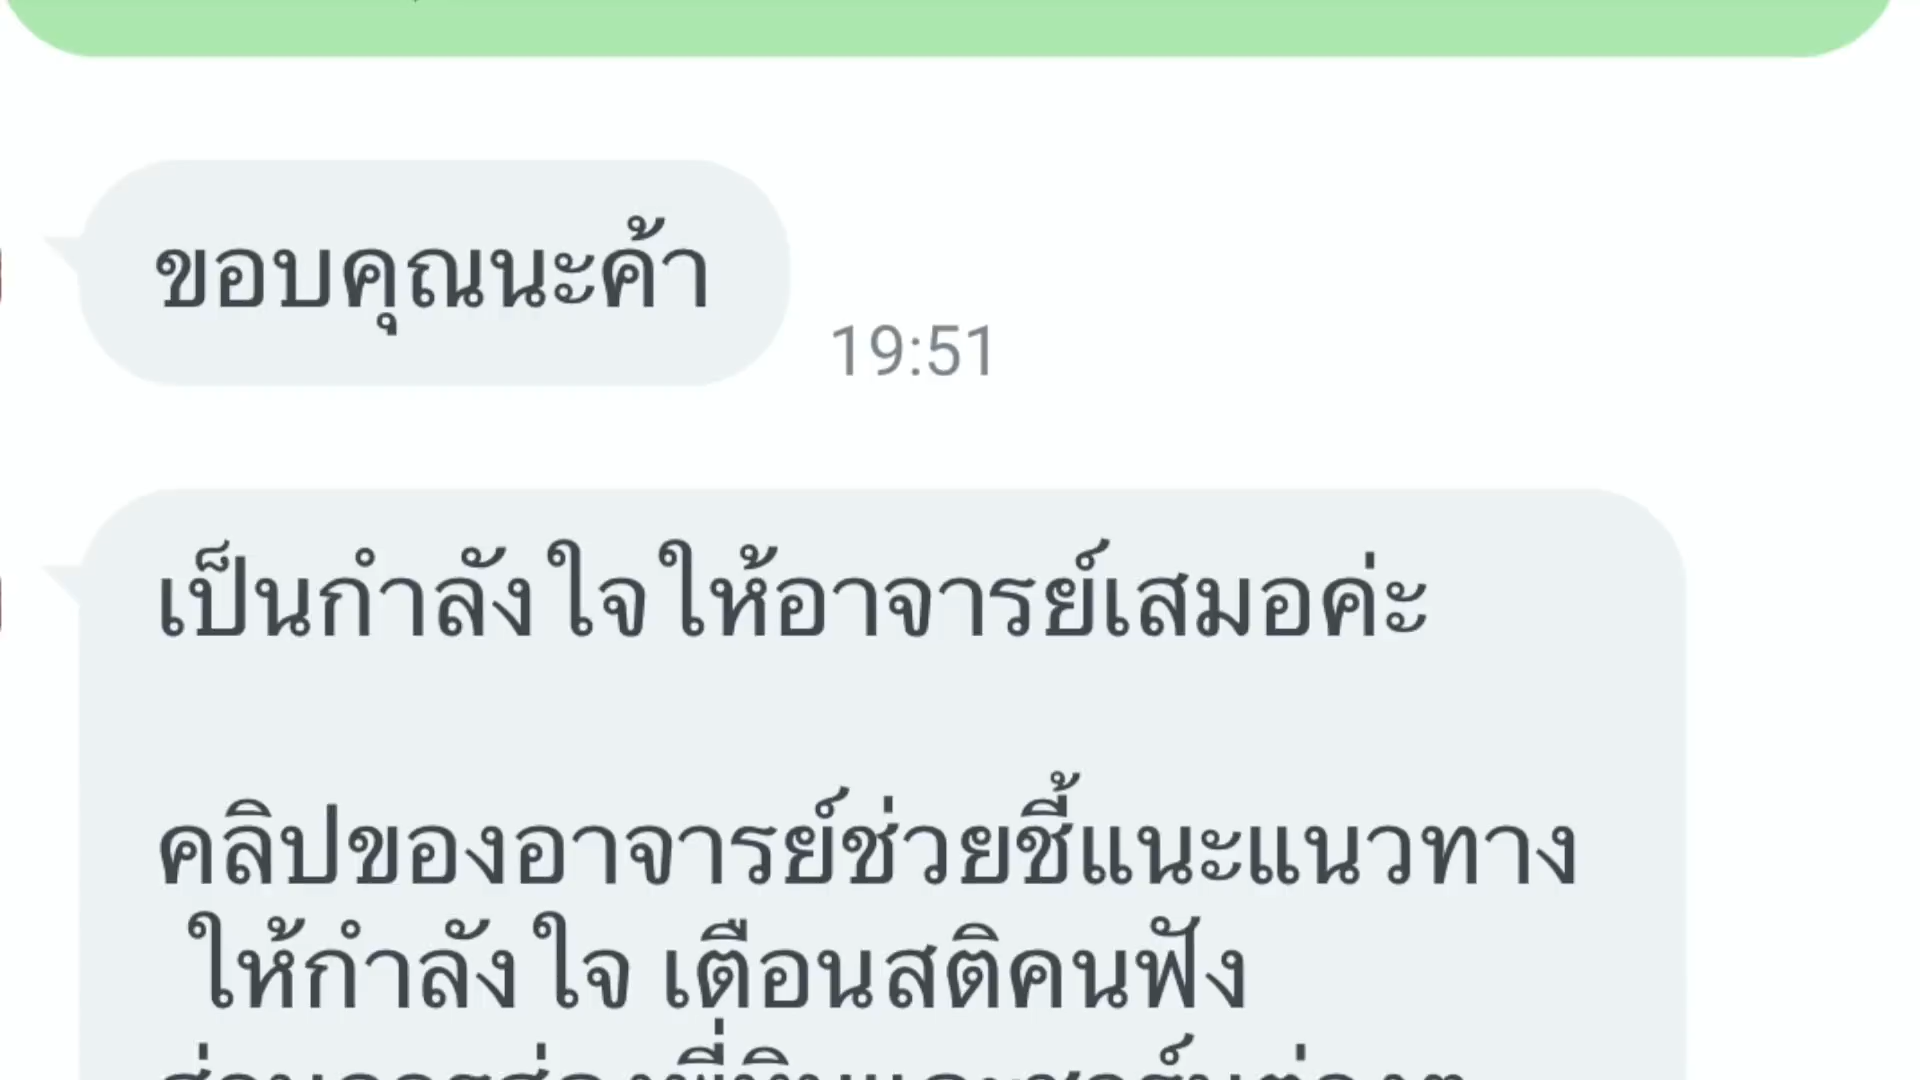 ขอบคุณนะค้า
19:51
เป็นกำลังใจให้อาจารย์เสมอค่ะ
คลิปของอาจารย์ช่วยชี้แนะแนวทาง
ให้กำลังใจ เตือนสติคนฟัง